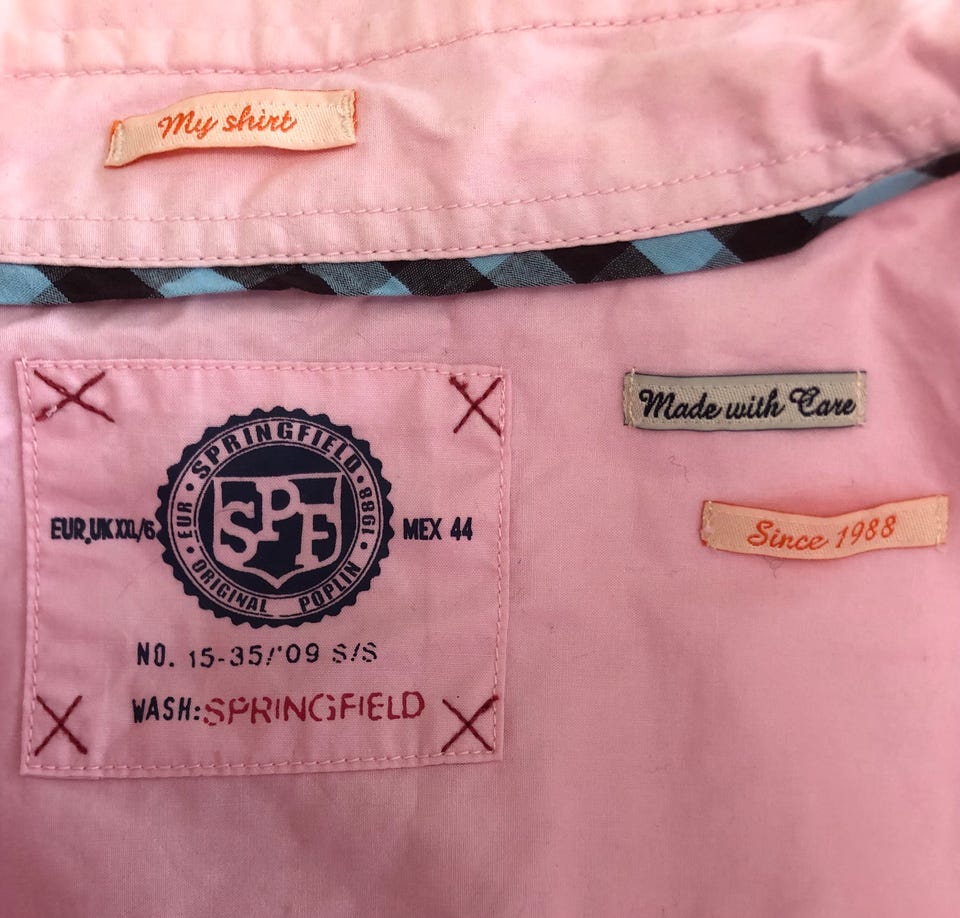 My shirt
Made with Care
Since 1988
SPRINGFIELD
EUR
1988
SPF
ORIGINAL POPLIN
EUR,UK XXL/6
MEX 44
NO. 15-35/'09 S/S
WASH:SPRINGFIELD